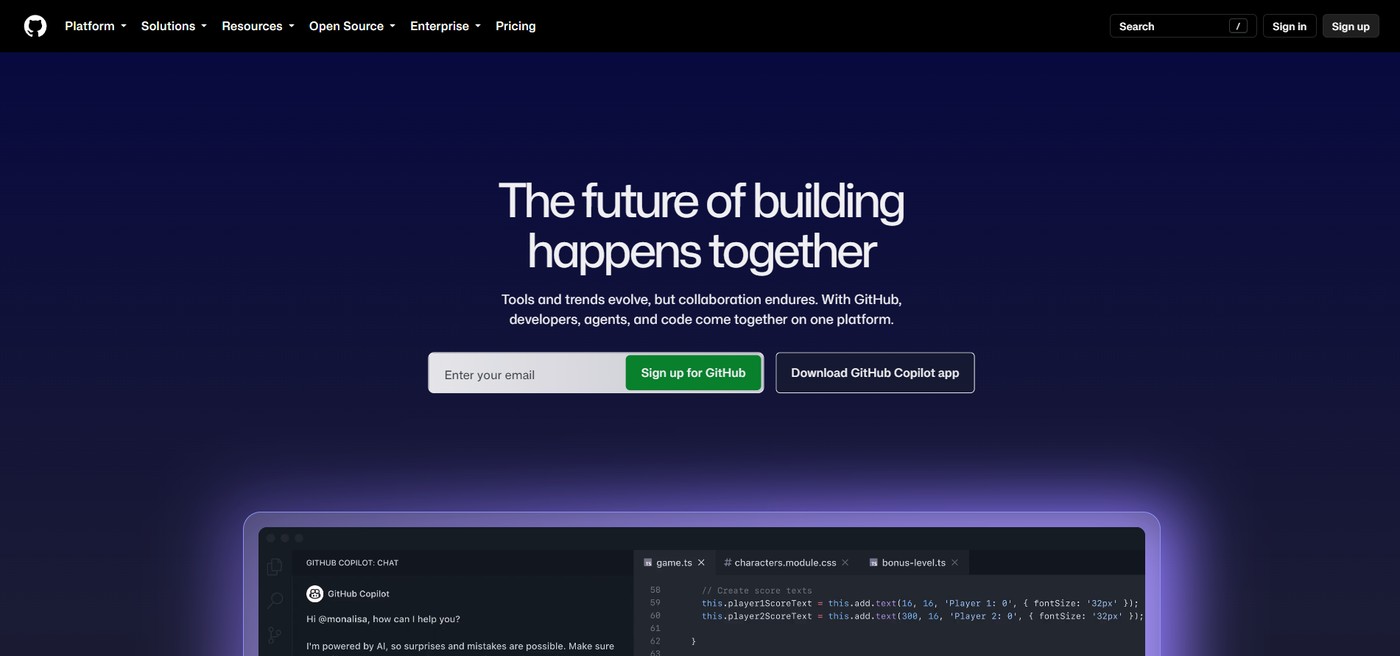 Platform Solutions Resources Open Source Enterprise Pricing Search / Sign in Sign up
The future of building
happens together
Tools and trends evolve, but collaboration endures. With GitHub,
developers, agents, and code come together on one platform.
Enter your email Sign up for GitHub Download GitHub Copilot app
GITHUB COPILOT: CHAT
GitHub Copilot
Hi @monalisa, how can I help you?
I'm powered by AI, so surprises and mistakes are possible. Make sure
game.ts # characters.module.css bonus-level.ts
58 // Create score texts
59 this.player1ScoreText = this.add.text(16, 16, 'Player 1: 0', { fontSize: '32px' });
60 this.player2ScoreText = this.add.text(300, 16, 'Player 2: 0', { fontSize: '32px' });
61
62 }
63